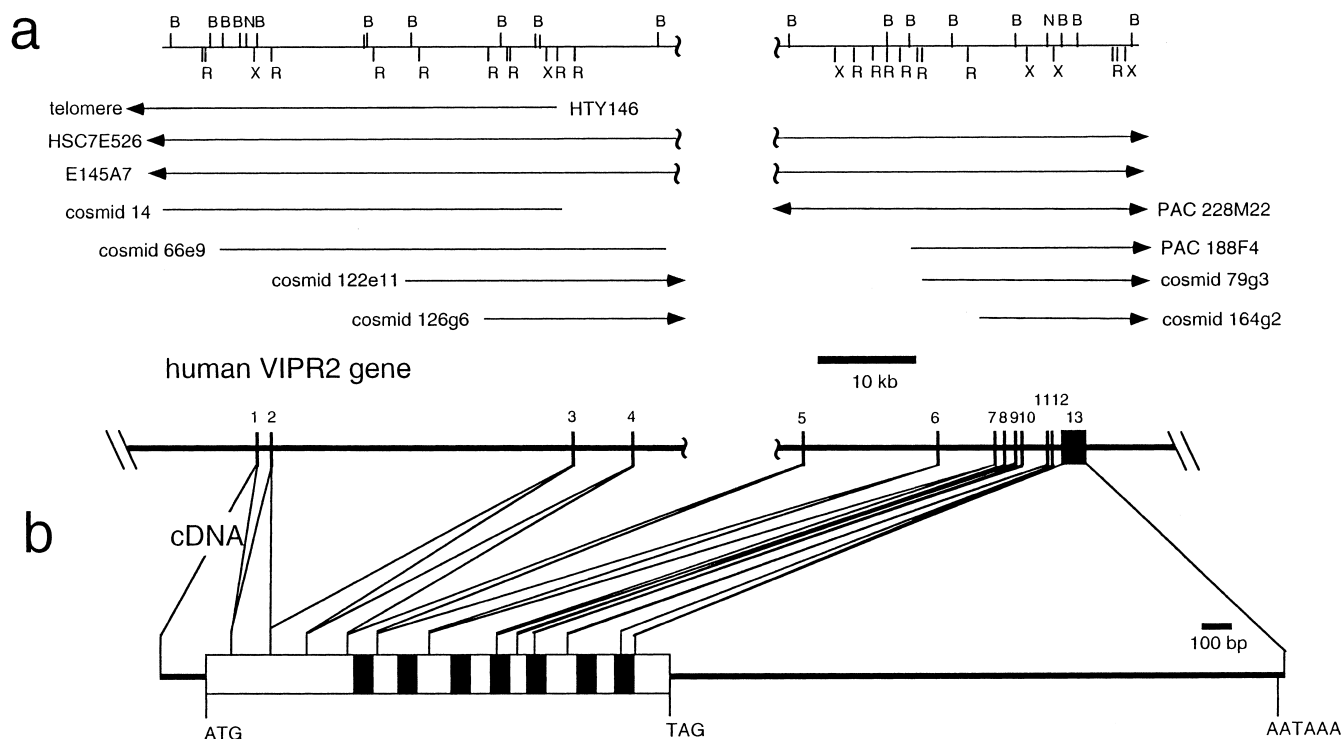 a
B B B B N B B B B B B B B B B B N B B B
R X R R R R R X R R X R R R R R R X X R X
telomere HTY146
HSC7E526
E145A7
cosmid 14 PAC 228M22
cosmid 66e9 PAC 188F4
cosmid 122e11 cosmid 79g3
cosmid 126g6 cosmid 164g2
human VIPR2 gene 10 kb
1 2 3 4 5 6 7 8 9 10 11 12 13
b
cDNA
100 bp
ATG TAG AATAAA